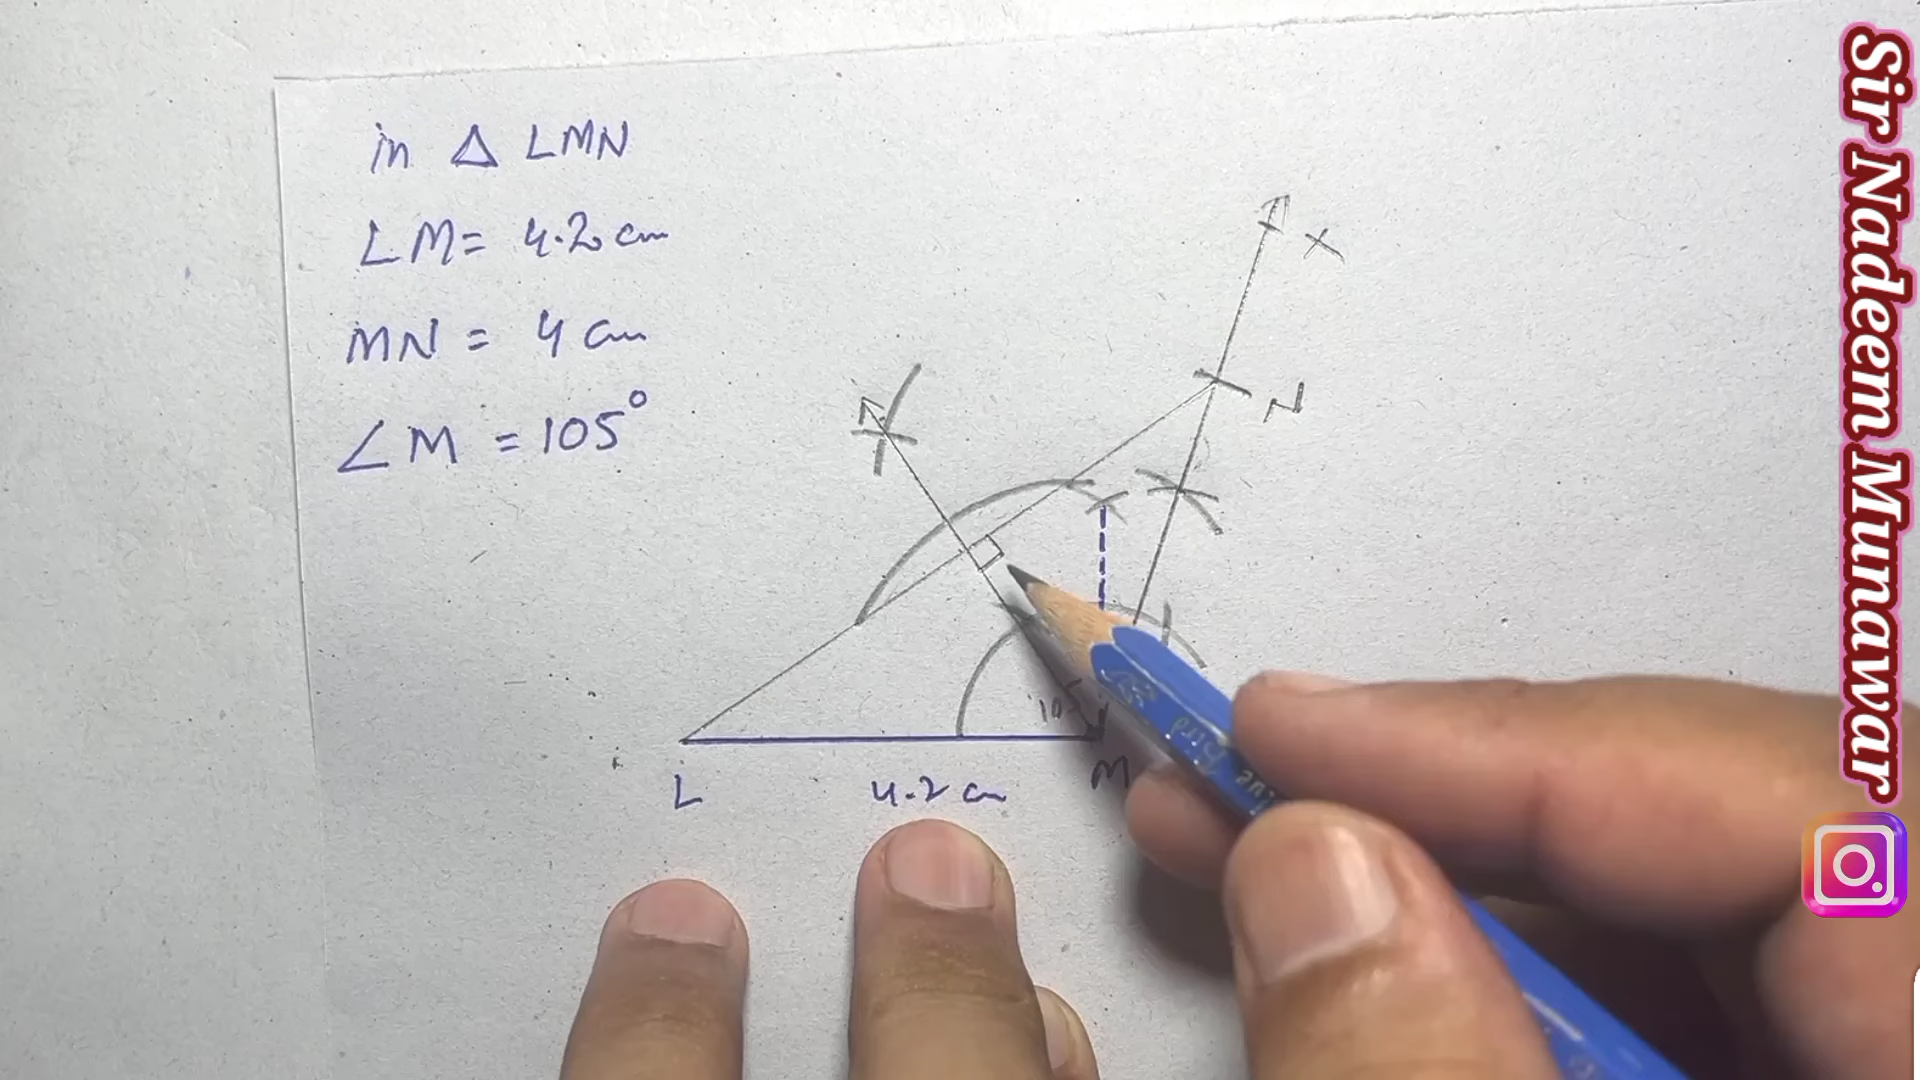 in △ LMN
LM = 4.2 cm
MN = 4 cm
∠M = 105°
X
N
105
L
4.2 cm
M
Sir Nadeem Munawar